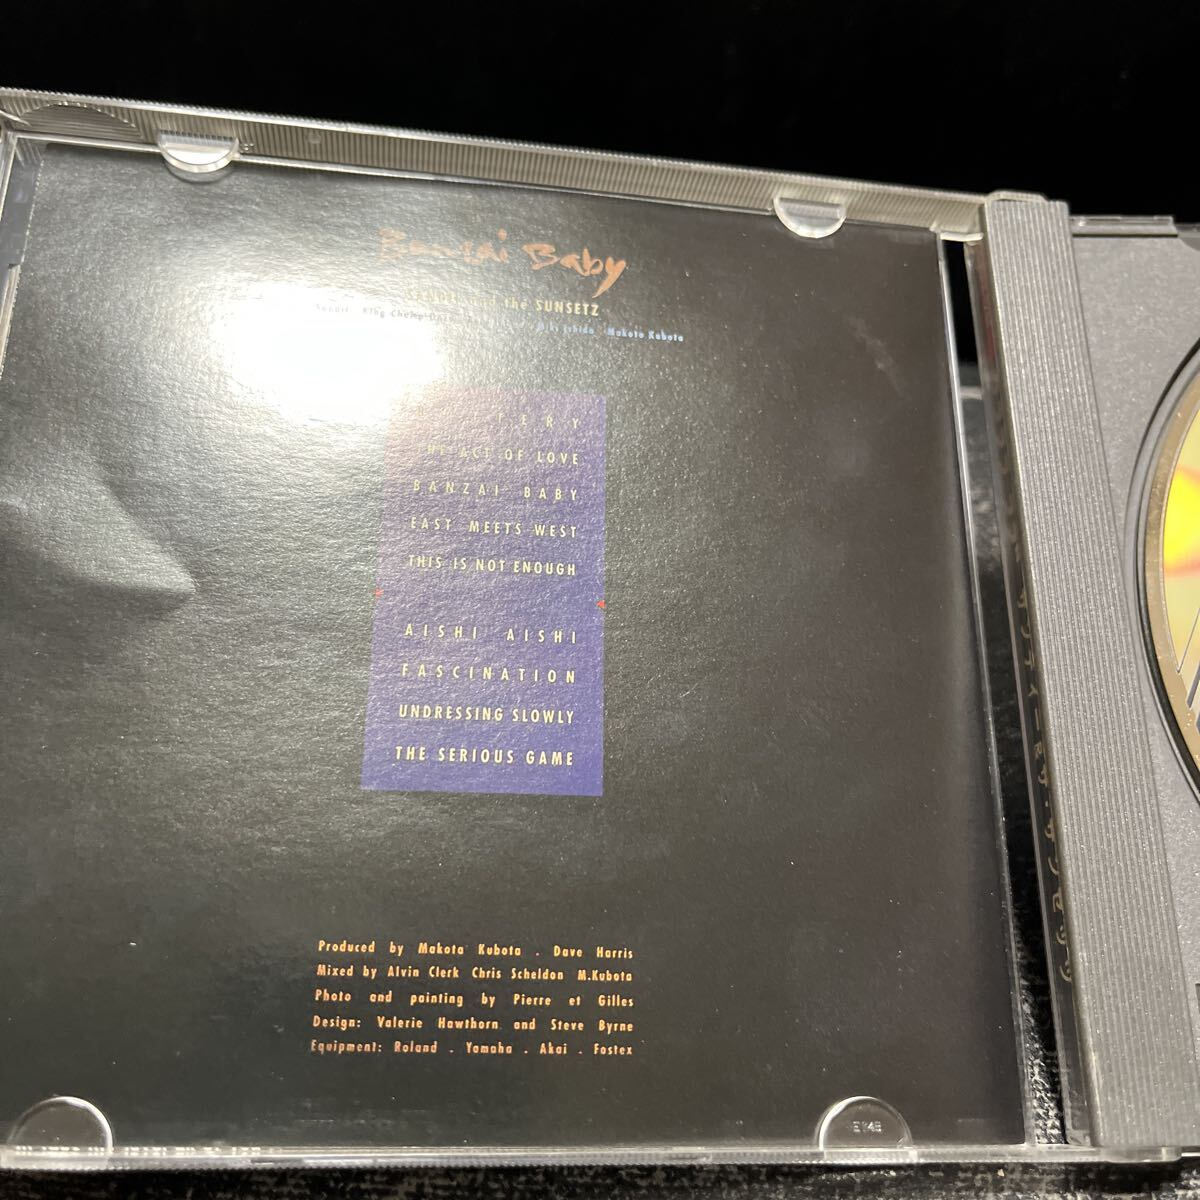 Banzai Baby
and the SUNSETZ
Makoto Kubota
THE ACT OF LOVE
BANZAI BABY
EAST MEETS WEST
THIS IS NOT ENOUGH
AISHI AISHI
FASCINATION
UNDRESSING SLOWLY
THE SERIOUS GAME
Produced by Makota Kubota . Dave Harris
Mixed by Alvin Clerk Chris Scheldon M.Kubota
Photo and painting by Pierre et Gilles
Design: Valerie Hawthorn and Steve Byrne
Equipment: Roland . Yamaha . Akai . Fostex